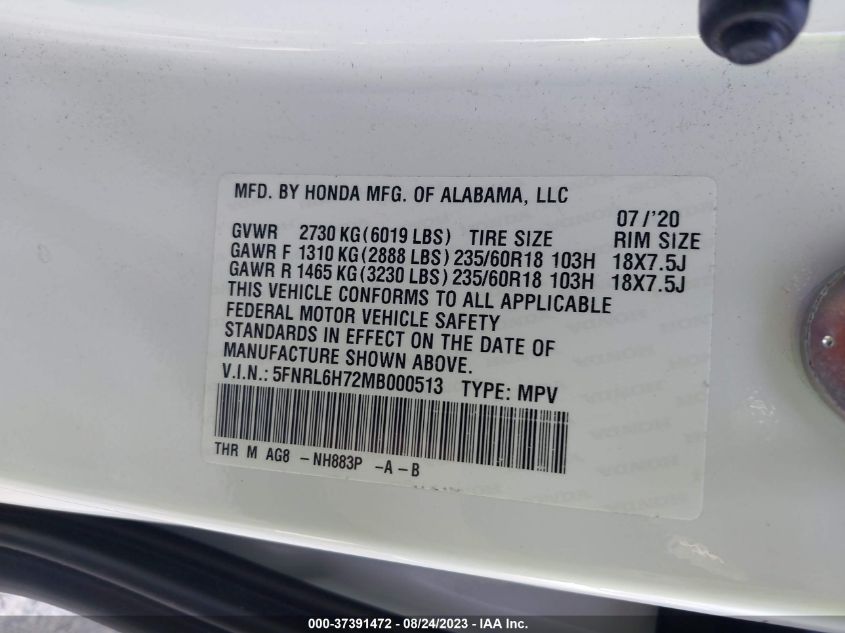 MFD. BY HONDA MFG. OF ALABAMA, LLC
07/'20
GVWR 2730 KG(6019 LBS) TIRE SIZE RIM SIZE
GAWR F 1310 KG(2888 LBS) 235/60R18 103H 18X7.5J
GAWR R 1465 KG(3230 LBS) 235/60R18 103H 18X7.5J
THIS VEHICLE CONFORMS TO ALL APPLICABLE
FEDERAL MOTOR VEHICLE SAFETY
STANDARDS IN EFFECT ON THE DATE OF
MANUFACTURE SHOWN ABOVE.
V.I.N.: 5FNRL6H72MB000513 TYPE: MPV
THR M AG8 -NH883P -A-B
000-37391472 - 08/24/2023 - IAA Inc.